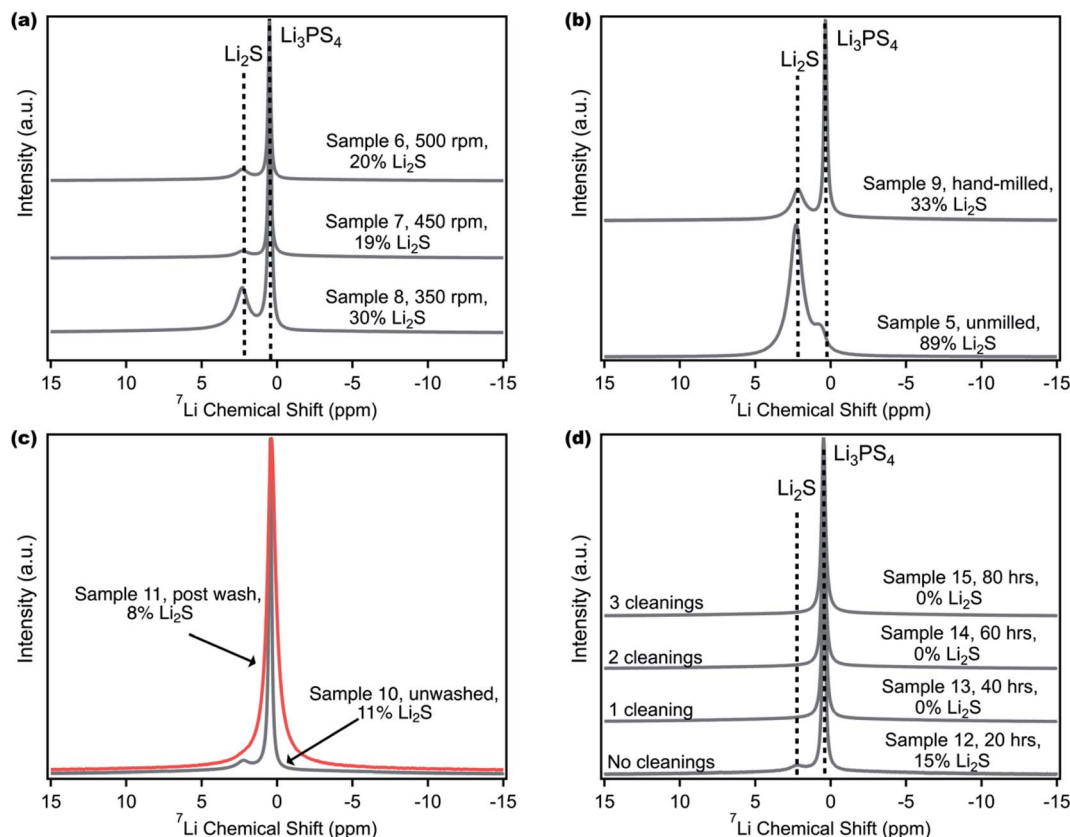 (a)
Li₃PS₄
Li₂S
Sample 6, 500 rpm,
20% Li₂S
Sample 7, 450 rpm,
19% Li₂S
Sample 8, 350 rpm,
30% Li₂S
Intensity (a.u.)
15 10 5 0 -5 -10 -15
⁷Li Chemical Shift (ppm)
(b)
Li₃PS₄
Li₂S
Sample 9, hand-milled,
33% Li₂S
Sample 5, unmilled,
89% Li₂S
Intensity (a.u.)
15 10 5 0 -5 -10 -15
⁷Li Chemical Shift (ppm)
(c)
Sample 11, post wash,
8% Li₂S
Sample 10, unwashed,
11% Li₂S
Intensity (a.u.)
15 10 5 0 -5 -10 -15
⁷Li Chemical Shift (ppm)
(d)
Li₃PS₄
Li₂S
3 cleanings
Sample 15, 80 hrs,
0% Li₂S
2 cleanings
Sample 14, 60 hrs,
0% Li₂S
1 cleaning
Sample 13, 40 hrs,
0% Li₂S
No cleanings
Sample 12, 20 hrs,
15% Li₂S
Intensity (a.u.)
15 10 5 0 -5 -10 -15
⁷Li Chemical Shift (ppm)